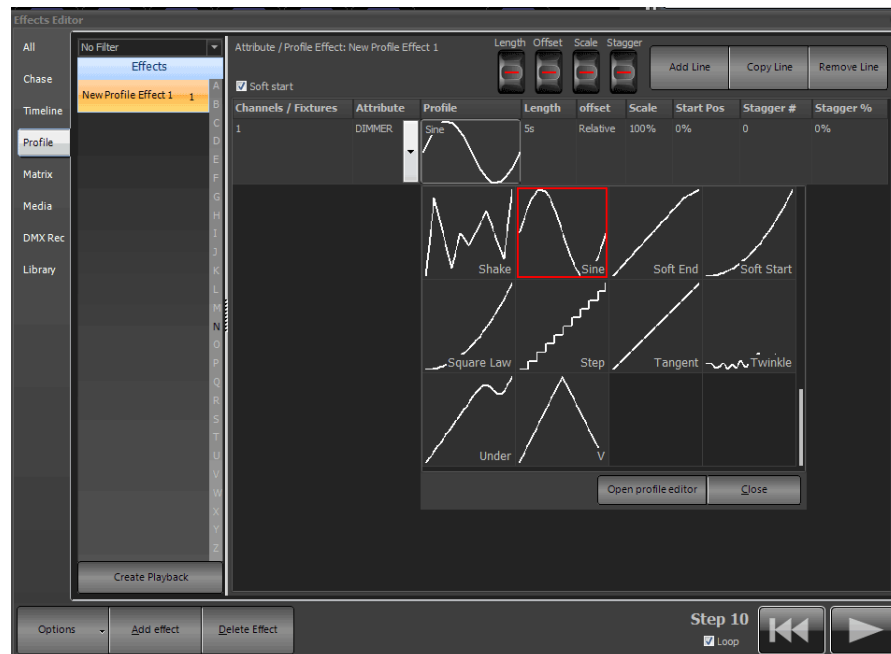 Effects Editor
All
Chase
Timeline
Profile
Matrix
Media
DMX Rec
Library
No Filter
Effects
New Profile Effect 1 1
A
B
C
D
E
F
G
H
I
J
K
L
M
N
O
P
Q
R
S
T
U
V
W
X
Y
Z
Create Playback
Attribute / Profile Effect: New Profile Effect 1
Length Offset Scale Stagger
Add Line Copy Line Remove Line
Soft start
Channels / Fixtures Attribute Profile Length offset Scale Start Pos Stagger # Stagger %
1 DIMMER Sine 5s Relative 100% 0% 0 0%
Shake Sine Soft End Soft Start
Square Law Step Tangent Twinkle
Under V
Open profile editor Close
Options Add effect Delete Effect
Step 10
Loop